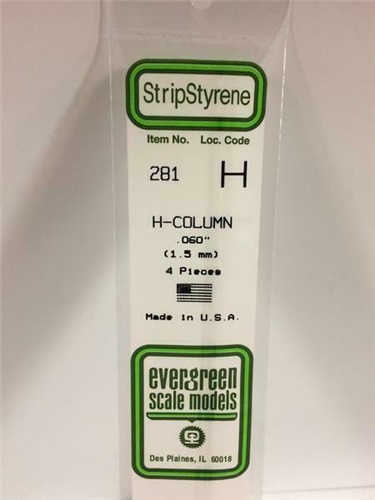 StripStyrene
Item No. Loc. Code
281 H
H-COLUMN
.060"
(1.5 mm)
4 Pieces
Made in U.S.A.
evergreen
scale models
Des Plaines, IL 60018